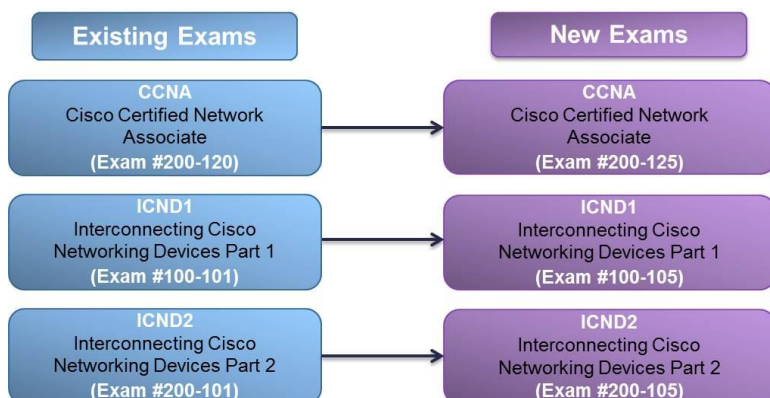 Existing Exams
New Exams
CCNA
Cisco Certified Network
Associate
(Exam #200-120)
CCNA
Cisco Certified Network
Associate
(Exam #200-125)
ICND1
Interconnecting Cisco
Networking Devices Part 1
(Exam #100-101)
ICND1
Interconnecting Cisco
Networking Devices Part 1
(Exam #100-105)
ICND2
Interconnecting Cisco
Networking Devices Part 2
(Exam #200-101)
ICND2
Interconnecting Cisco
Networking Devices Part 2
(Exam #200-105)